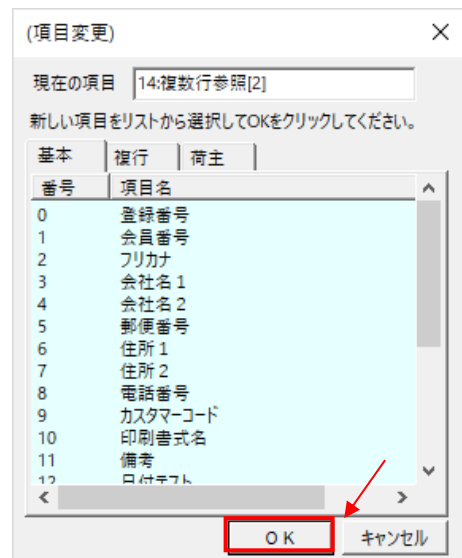 (項目変更)
現在の項目 14:複数行参照[2]
新しい項目をリストから選択してOKをクリックしてください。
基本 複行 荷主
番号 項目名
0 登録番号
1 会員番号
2 フリカナ
3 会社名1
4 会社名2
5 郵便番号
6 住所1
7 住所2
8 電話番号
9 カスタマーコード
10 印刷書式名
11 備考
12 日付テスト
OK キャンセル